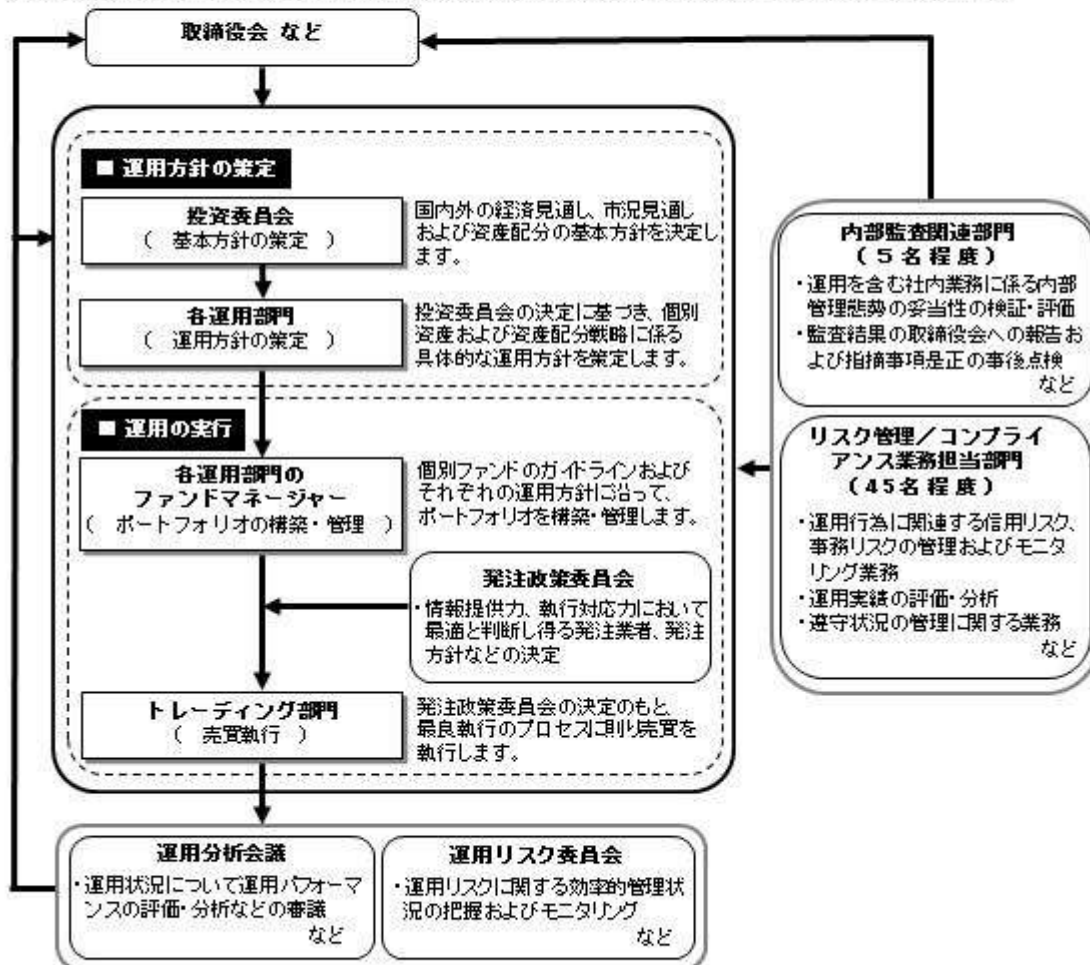 取締役会 など
■ 運用方針の策定
投資委員会
( 基本方針の策定 )
国内外の経済見通し、市況見通し
および資産配分の基本方針を決定し
ます。
各運用部門
( 運用方針の策定 )
投資委員会の決定に基づき、個別
資産および資産配分戦略に係る
具体的な運用方針を策定します。
■ 運用の実行
各運用部門の
ファンドマネージャー
( ポートフォリオの構築・管理 )
個別ファンドのガイドラインおよび
それぞれの運用方針に沿って、
ポートフォリオを構築・管理します。
発注政策委員会
・情報提供力、執行対応力において
最適と判断し得る発注業者、発注
方針などの決定
トレーディング部門
( 売買執行 )
発注政策委員会の決定のもと、
最良執行のプロセスに則り売買を
執行します。
運用分析会議
・運用状況について運用パフォーマ
ンスの評価・分析などの審議
など
運用リスク委員会
・運用リスクに関する効率的管理状
況の把握およびモニタリング
など
内部監査関連部門
(5名程度)
・運用を含む社内業務に係る内部
管理態勢の妥当性の検証・評価
・監査結果の取締役会への報告お
よび指摘事項是正の事後点検
など
リスク管理/コンプライ
アンス業務担当部門
(45名程度)
・運用行為に関連する信用リスク、
事務リスクの管理およびモニタ
リング業務
・運用実績の評価・分析
・遵守状況の管理に関する業務
など